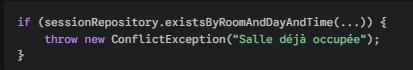 if (sessionRepository.existsByRoomAndDayAndTime(...)) {
    throw new ConflictException("Salle déjà occupée");
}